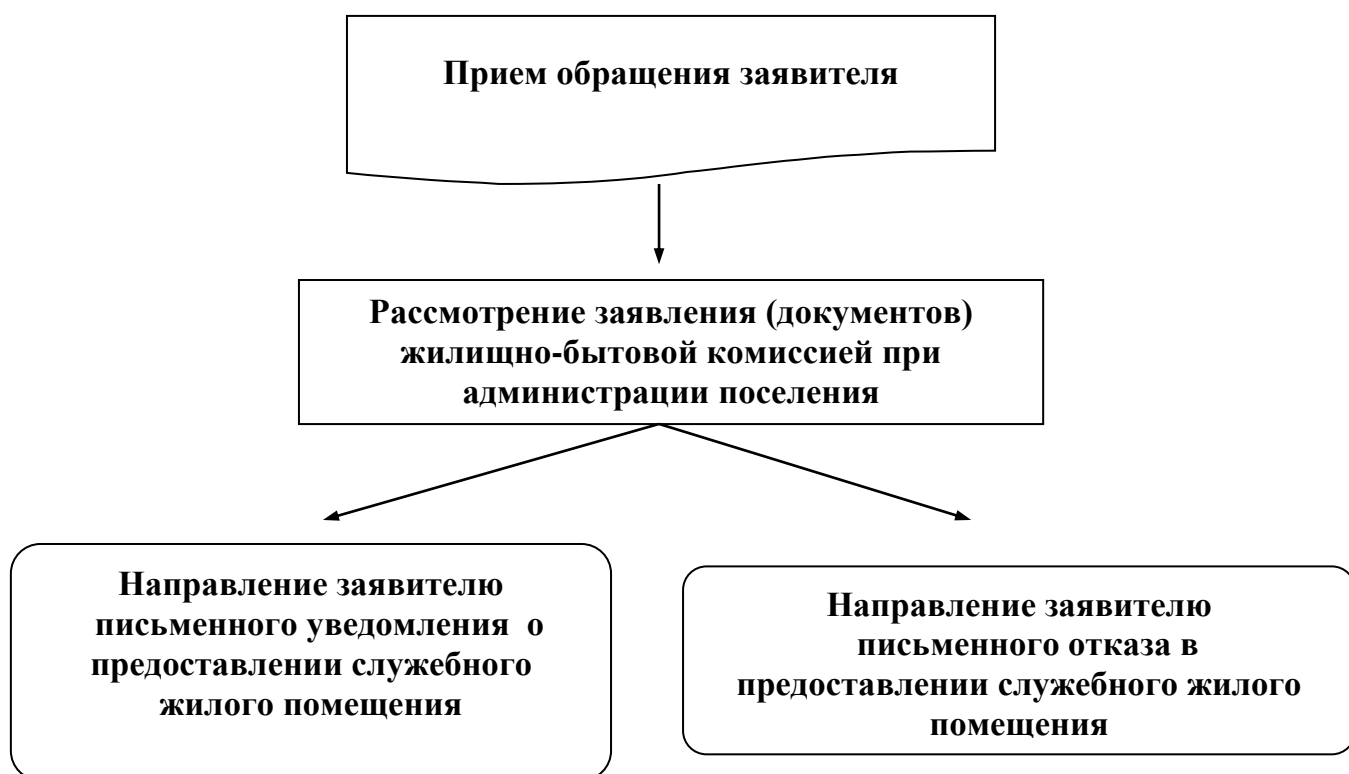 Прием обращения заявителя
Рассмотрение заявления (документов)
жилищно-бытовой комиссией при
администрации поселения
Направление заявителю
письменного уведомления о
предоставлении служебного
жилого помещения
Направление заявителю
письменного отказа в
предоставлении служебного жилого
помещения